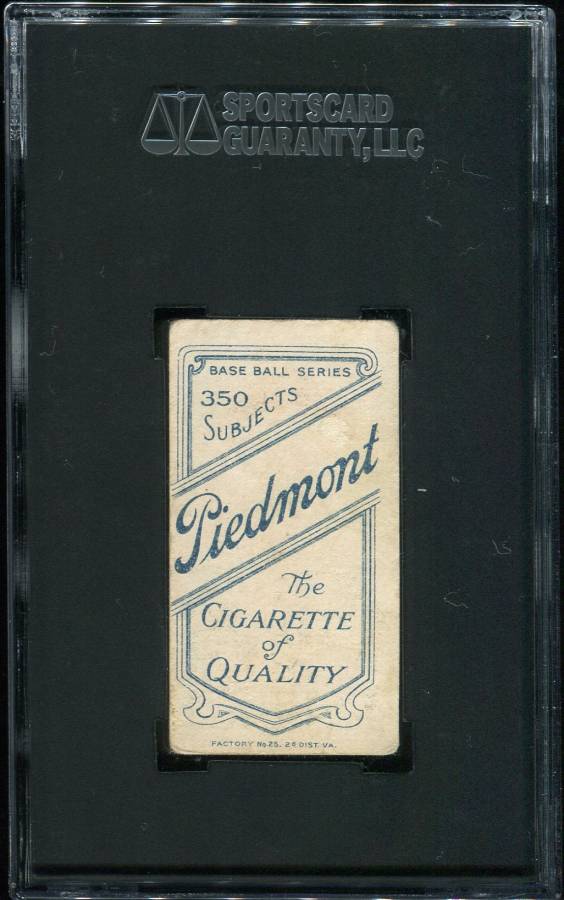 SPORTSCARD
GUARANTY, LLC
BASE BALL SERIES
350
SUBJECTS
Piedmont
The
CIGARETTE
of
QUALITY
FACTORY No 25. 2d DIST. VA.